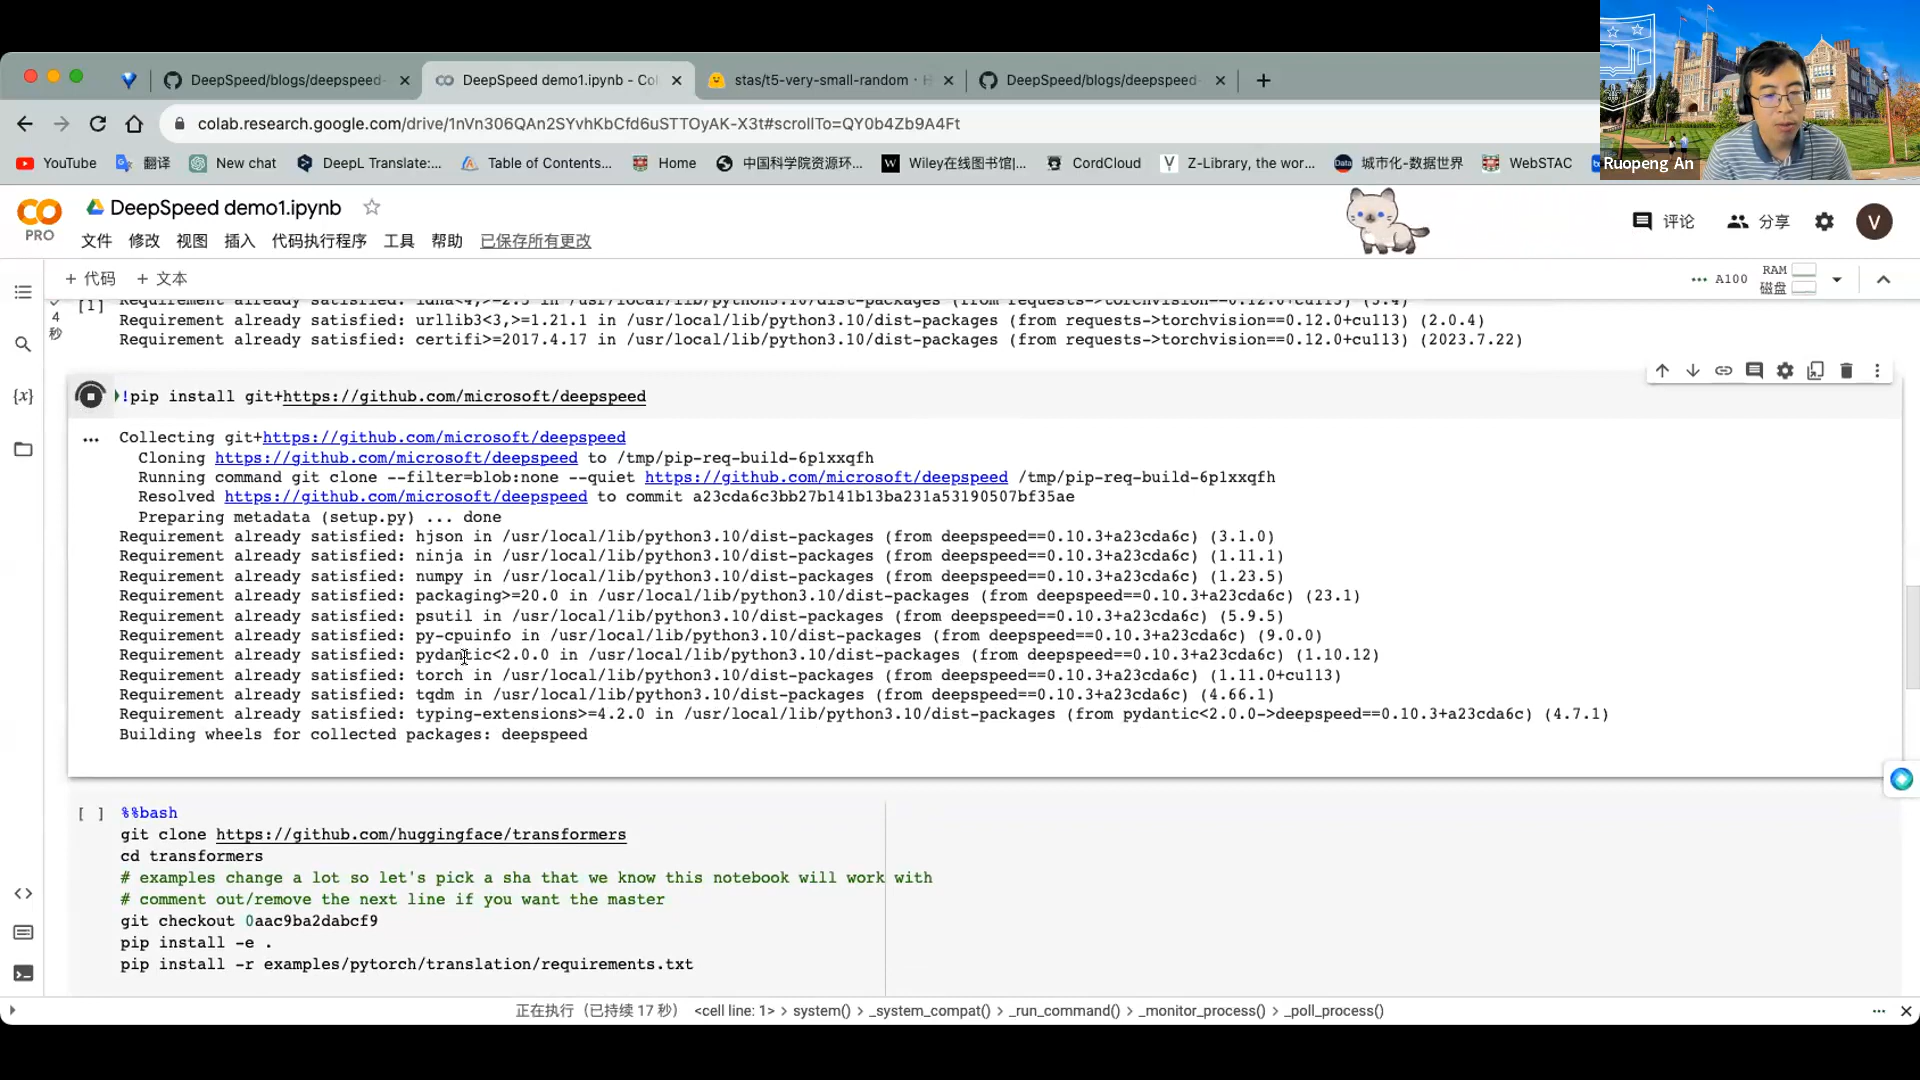 DeepSpeed/blogs/deepspeed-
DeepSpeed demo1.ipynb - Co
stas/t5-very-small-random · H
DeepSpeed/blogs/deepspeed-
colab.research.google.com/drive/1nVn306QAn2SYvhKbCfd6uSTTOyAK-X3t#scrollTo=QY0b4Zb9A4Ft
YouTube
翻译
New chat
DeepL Translate:...
Table of Contents...
Home
中国科学院资源环...
Wiley在线图书馆|...
CordCloud
Z-Library, the wor...
城市化-数据世界
WebSTAC
Ruopeng An
PRO
DeepSpeed demo1.ipynb
文件 修改 视图 插入 代码执行程序 工具 帮助 已保存所有更改
评论
分享
V
+ 代码 + 文本
A100
RAM
磁盘
[1]
4
秒
Requirement already satisfied: idna<4,>=2.5 in /usr/local/lib/python3.10/dist-packages (from requests->torchvision==0.12.0+cu113) (3.4)
Requirement already satisfied: urllib3<3,>=1.21.1 in /usr/local/lib/python3.10/dist-packages (from requests->torchvision==0.12.0+cu113) (2.0.4)
Requirement already satisfied: certifi>=2017.4.17 in /usr/local/lib/python3.10/dist-packages (from requests->torchvision==0.12.0+cu113) (2023.7.22)
!pip install git+https://github.com/microsoft/deepspeed
Collecting git+https://github.com/microsoft/deepspeed
Cloning https://github.com/microsoft/deepspeed to /tmp/pip-req-build-6p1xxqfh
Running command git clone --filter=blob:none --quiet https://github.com/microsoft/deepspeed /tmp/pip-req-build-6p1xxqfh
Resolved https://github.com/microsoft/deepspeed to commit a23cda6c3bb27b141b13ba231a53190507bf35ae
Preparing metadata (setup.py) ... done
Requirement already satisfied: hjson in /usr/local/lib/python3.10/dist-packages (from deepspeed==0.10.3+a23cda6c) (3.1.0)
Requirement already satisfied: ninja in /usr/local/lib/python3.10/dist-packages (from deepspeed==0.10.3+a23cda6c) (1.11.1)
Requirement already satisfied: numpy in /usr/local/lib/python3.10/dist-packages (from deepspeed==0.10.3+a23cda6c) (1.23.5)
Requirement already satisfied: packaging>=20.0 in /usr/local/lib/python3.10/dist-packages (from deepspeed==0.10.3+a23cda6c) (23.1)
Requirement already satisfied: psutil in /usr/local/lib/python3.10/dist-packages (from deepspeed==0.10.3+a23cda6c) (5.9.5)
Requirement already satisfied: py-cpuinfo in /usr/local/lib/python3.10/dist-packages (from deepspeed==0.10.3+a23cda6c) (9.0.0)
Requirement already satisfied: pydantic<2.0.0 in /usr/local/lib/python3.10/dist-packages (from deepspeed==0.10.3+a23cda6c) (1.10.12)
Requirement already satisfied: torch in /usr/local/lib/python3.10/dist-packages (from deepspeed==0.10.3+a23cda6c) (1.11.0+cu113)
Requirement already satisfied: tqdm in /usr/local/lib/python3.10/dist-packages (from deepspeed==0.10.3+a23cda6c) (4.66.1)
Requirement already satisfied: typing-extensions>=4.2.0 in /usr/local/lib/python3.10/dist-packages (from pydantic<2.0.0->deepspeed==0.10.3+a23cda6c) (4.7.1)
Building wheels for collected packages: deepspeed
[ ] %%bash
git clone https://github.com/huggingface/transformers
cd transformers
# examples change a lot so let's pick a sha that we know this notebook will work with
# comment out/remove the next line if you want the master
git checkout 0aac9ba2dabcf9
pip install -e .
pip install -r examples/pytorch/translation/requirements.txt
正在执行（已持续 17 秒） <cell line: 1> > system() > _system_compat() > _run_command() > _monitor_process() > _poll_process()